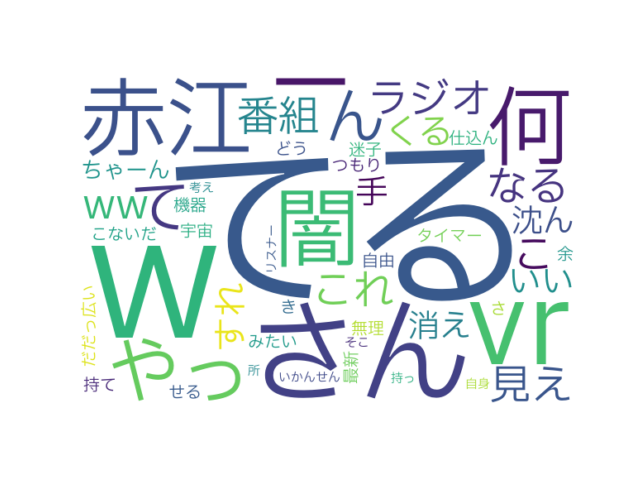 赤江
ー
ん
ラジオ
何
番組
くる
仕込ん
どう
迷子
つもり
ちゃーん
て
考え
てる
手
なる
ww
機器
闇
沈ん
こ
こないだ
宇宙
リスナー
自由
タイマー
余
w
これ
いい
だだっ広い
すれ
き
さん
vr
さ
消え
無理
みたい
そこ
やっ
見え
最新
所
いかんせん
持て
せる
持っ
自身